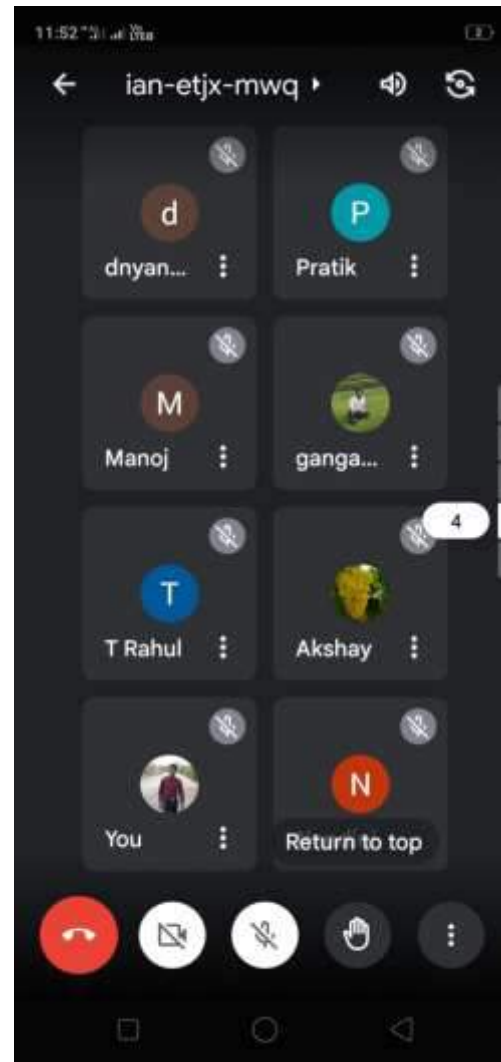 11:52
ian-etjx-mwq
d
P
dnyan...
Pratik
M
Manoj
ganga...
4
T
T Rahul
Akshay
N
You
Return to top